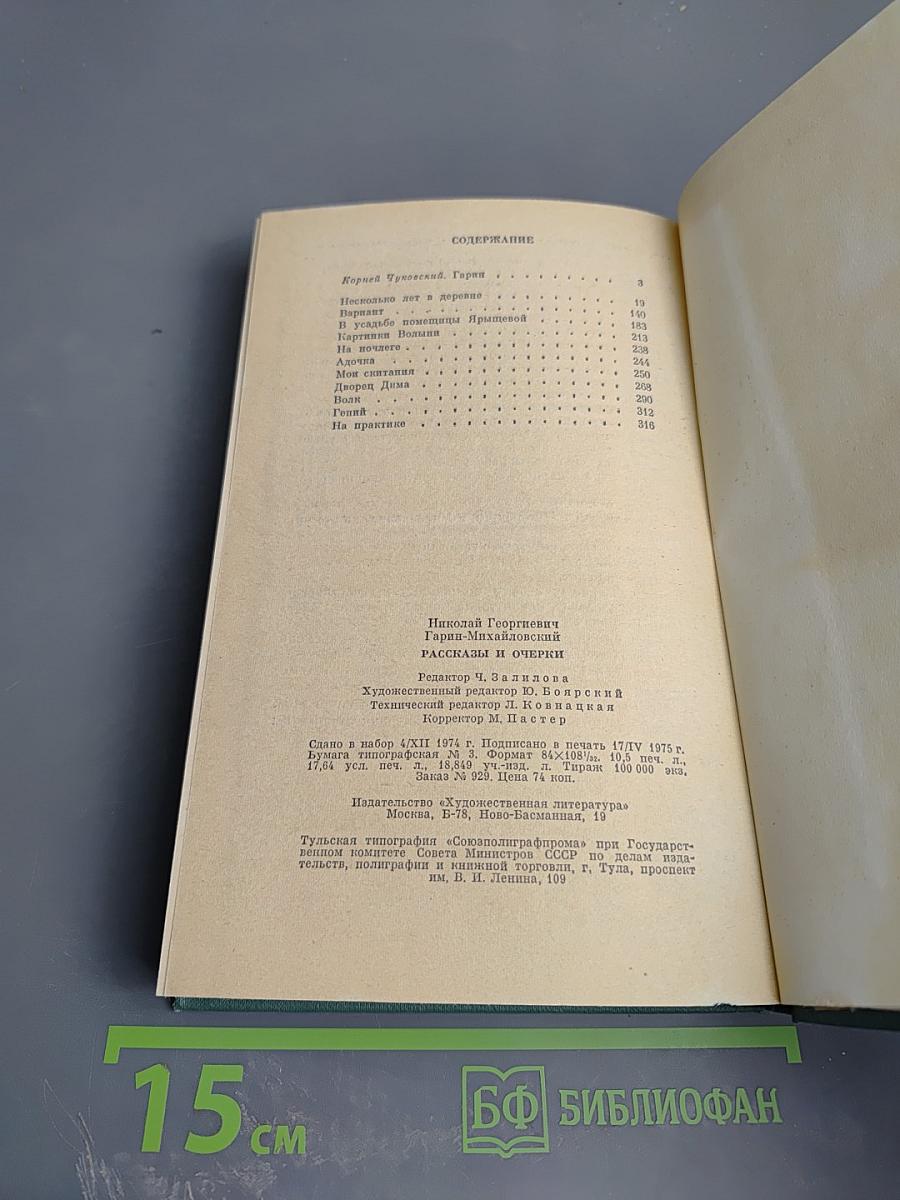 СОДЕРЖАНИЕ
Корней Чуковский. Гарин . . . . . . . . 3
Несколько лет в деревне . . . . . . . . 19
Вариант . . . . . . . . . . . . . 140
В усадьбе помещицы Ярыщевой . . . . . . 183
Картинки Волыни . . . . . . . . . . . 213
На ночлеге . . . . . . . . . . . . . 238
Адочка . . . . . . . . . . . . . 244
Мои скитания . . . . . . . . . . . . 250
Дворец Дима . . . . . . . . . . . . 268
Волк . . . . . . . . . . . . . . 290
Гений . . . . . . . . . . . . . . 312
На практике . . . . . . . . . . . . 316
Николай Георгиевич
Гарин-Михайловский
РАССКАЗЫ И ОЧЕРКИ
Редактор Ч. Залилова
Художественный редактор Ю. Боярский
Технический редактор Л. Ковнацкая
Корректор М. Пастер
Сдано в набор 4/XII 1974 г. Подписано в печать 17/IV 1975 г.
Бумага типографская № 3. Формат 84×108¹/₃₂. 10,5 печ. л.,
17,64 усл. печ. л., 18,849 уч.-изд. л. Тираж 100 000 экз.
Заказ № 929. Цена 74 коп.
Издательство «Художественная литература»
Москва, Б-78, Ново-Басманная, 19
Тульская типография «Союзполиграфпрома» при Государст-
венном комитете Совета Министров СССР по делам изда-
тельств, полиграфии и книжной торговли, г. Тула, проспект
им. В. И. Ленина, 109
15 см
БФ БИБЛИОФАН